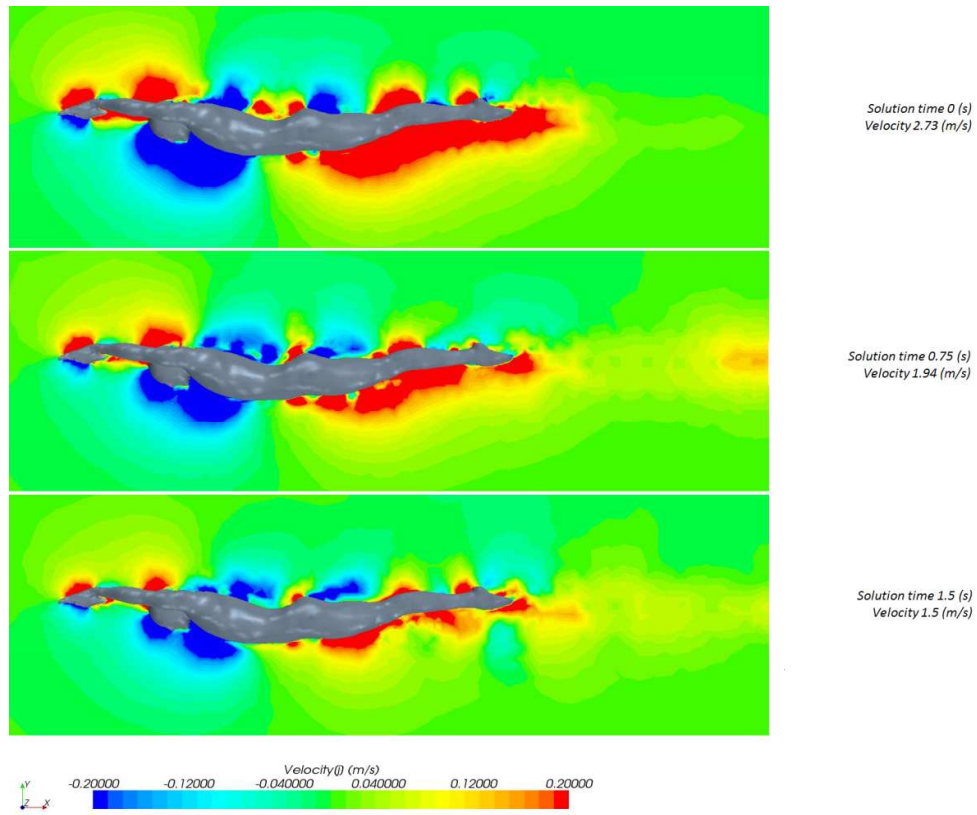 Solution time 0 (s)
Velocity 2.73 (m/s)
Solution time 0.75 (s)
Velocity 1.94 (m/s)
Solution time 1.5 (s)
Velocity 1.5 (m/s)
Velocity(j) (m/s)
-0.20000 -0.12000 -0.040000 0.040000 0.12000 0.20000
Y
Z X